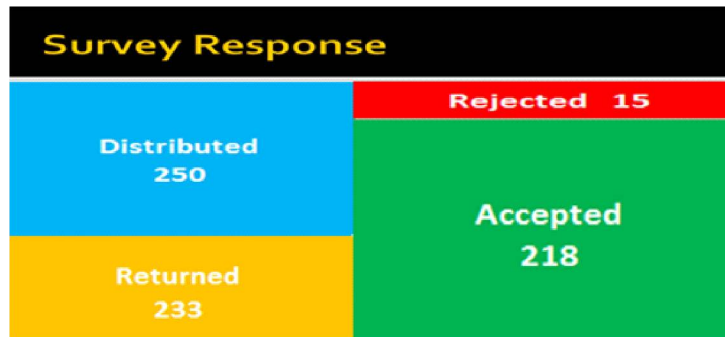 Survey Response
Distributed
250
Returned
233
Rejected 15
Accepted
218